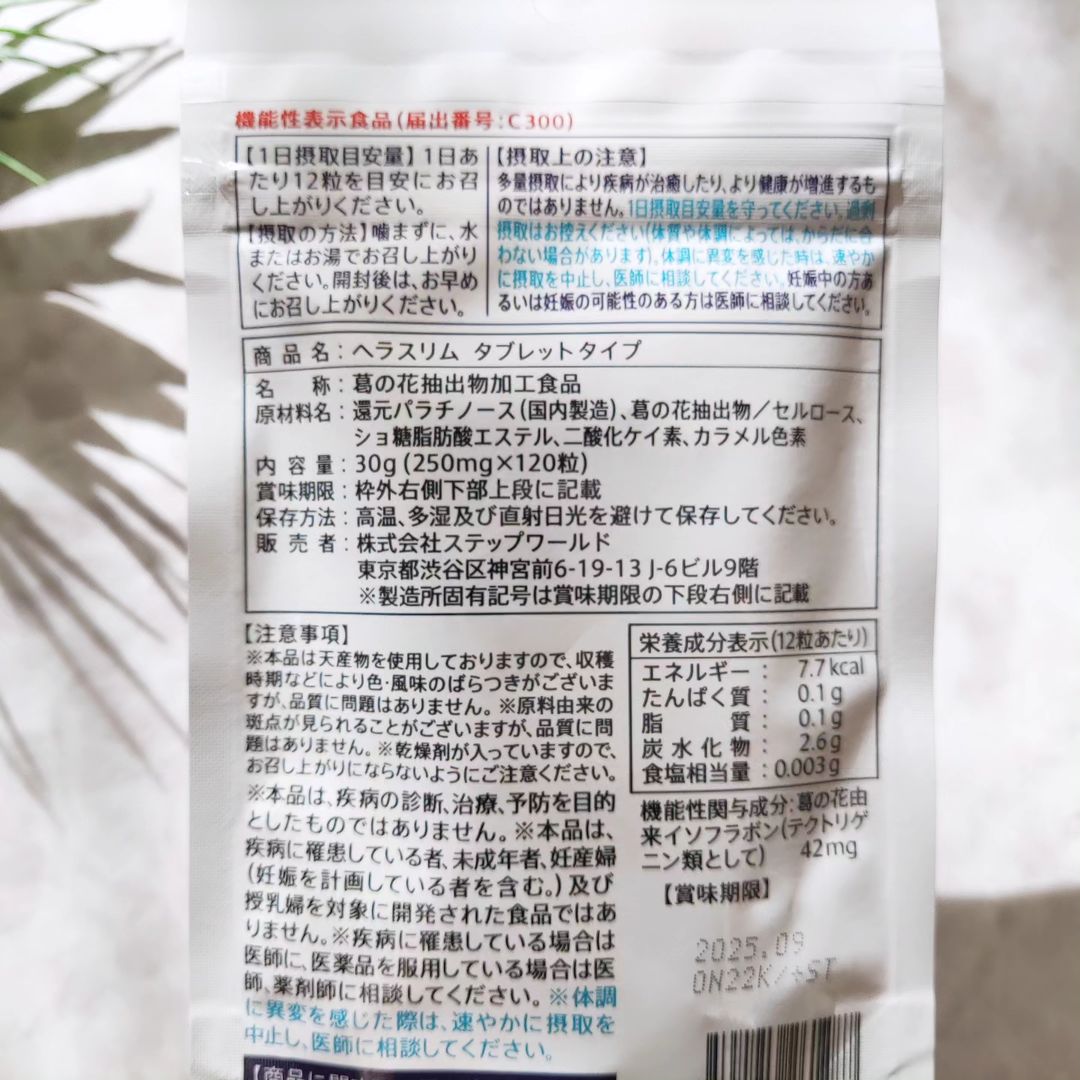 機能性表示食品(届出番号:C300)
【1日摂取目安量】1日あ
たり12粒を目安にお召
し上がりください。
【摂取の方法】噛まずに、水
またはお湯でお召し上がり
ください。開封後は、お早め
にお召し上がりください。
【摂取上の注意】
多量摂取により疾病が治癒したり、より健康が増進するも
のではありません。1日摂取目安量を守ってください。過剰
摂取はお控えください(体質や体調によっては、からだに合
わない場合があります)。体調に異変を感じた時は、速やか
に摂取を中止し、医師に相談してください。妊娠中の方あ
るいは妊娠の可能性のある方は医師に相談してください。
商品名:ヘラスリム タブレットタイプ
名称:葛の花抽出物加工食品
原材料名:還元パラチノース(国内製造)、葛の花抽出物/セルロース、
ショ糖脂肪酸エステル、二酸化ケイ素、カラメル色素
内容量:30g(250mg×120粒)
賞味期限:枠外右側下部上段に記載
保存方法:高温、多湿及び直射日光を避けて保存してください。
販売者:株式会社ステップワールド
東京都渋谷区神宮前6-19-13 J-6ビル9階
※製造所固有記号は賞味期限の下段右側に記載
【注意事項】
※本品は天産物を使用しておりますので、収穫
時期などにより色・風味のばらつきがございま
すが、品質に問題はありません。※原料由来の
斑点が見られることがございますが、品質に問
題はありません。※乾燥剤が入っていますので、
お召し上がりにならないようにご注意ください。
※本品は、疾病の診断、治療、予防を目的
としたものではありません。※本品は、
疾病に罹患している者、未成年者、妊産婦
(妊娠を計画している者を含む。)及び
授乳婦を対象に開発された食品ではあ
りません。※疾病に罹患している場合は
医師に、医薬品を服用している場合は医
師、薬剤師に相談してください。※体調
に異変を感じた際は、速やかに摂取を
中止し、医師に相談してください。
栄養成分表示(12粒あたり)
エネルギー:7.7kcal
たんぱく質:0.1g
脂質:0.1g
炭水化物:2.6g
食塩相当量:0.003g
機能性関与成分:葛の花由
来イソフラボン(テクトリゲ
ニン類として) 42mg
【賞味期限】
2025.09
DN22K/+ST